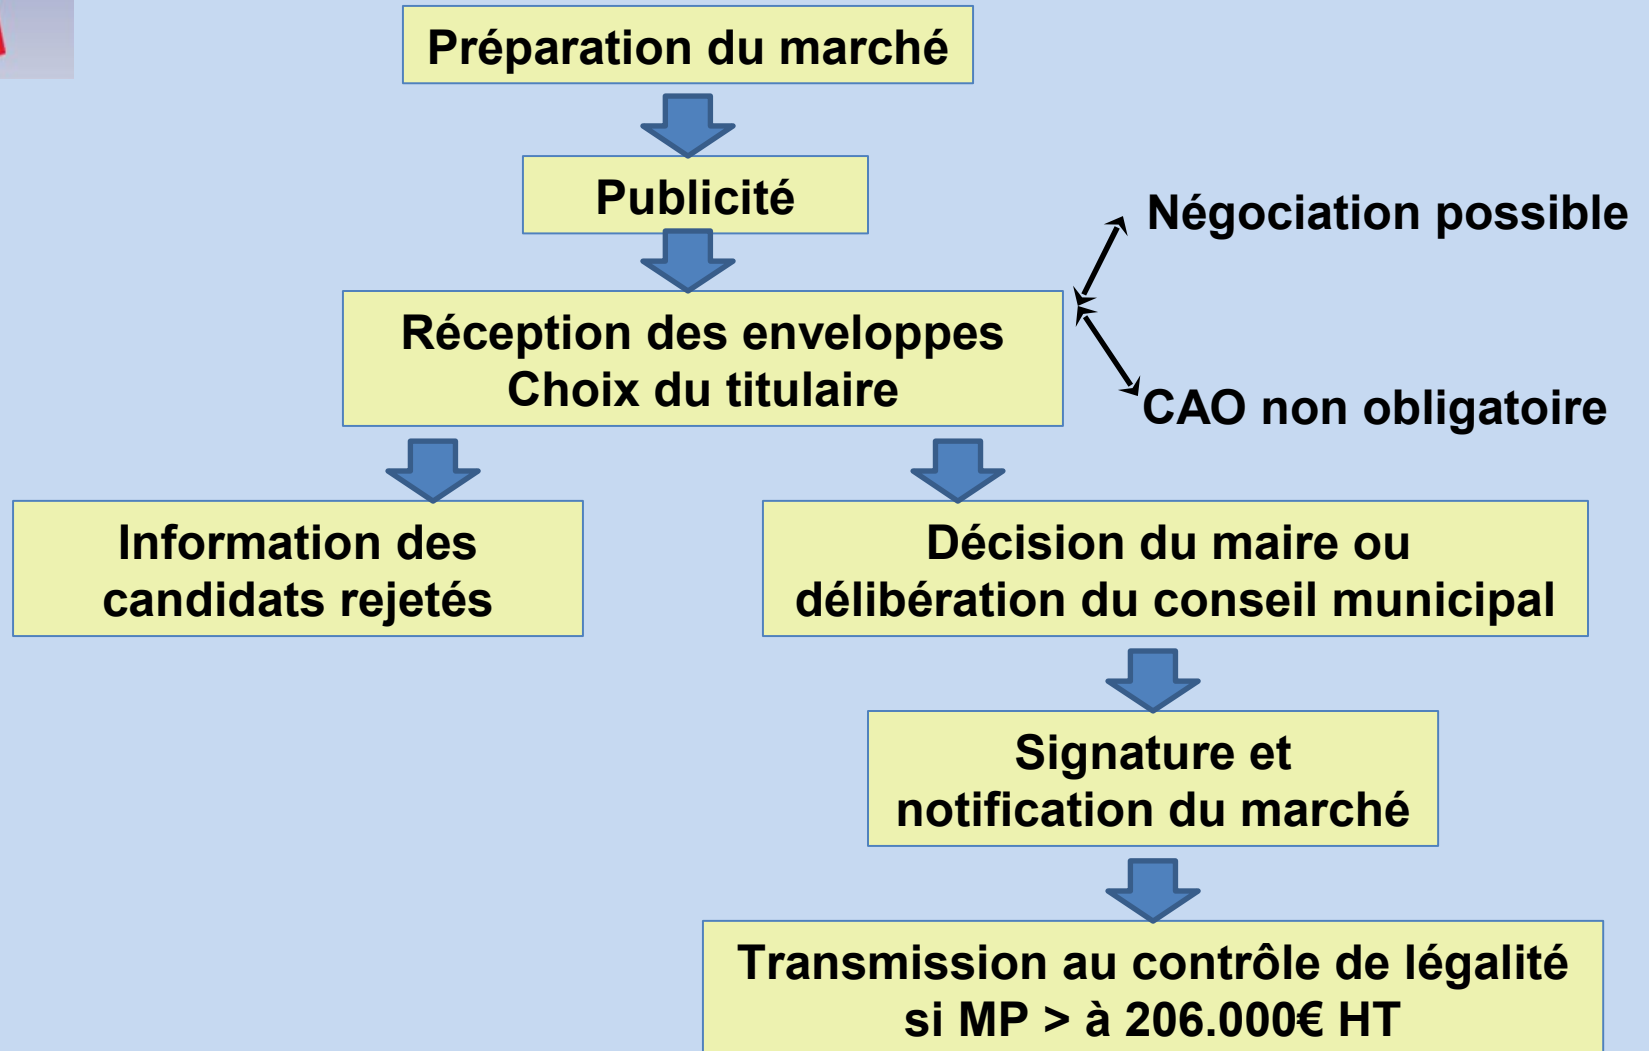 Préparation du marché
Publicité
Négociation possible
Réception des enveloppes
Choix du titulaire
CAO non obligatoire
Information des
candidats rejetés
Décision du maire ou
délibération du conseil municipal
Signature et
notification du marché
Transmission au contrôle de légalité
si MP > à 206.000€ HT